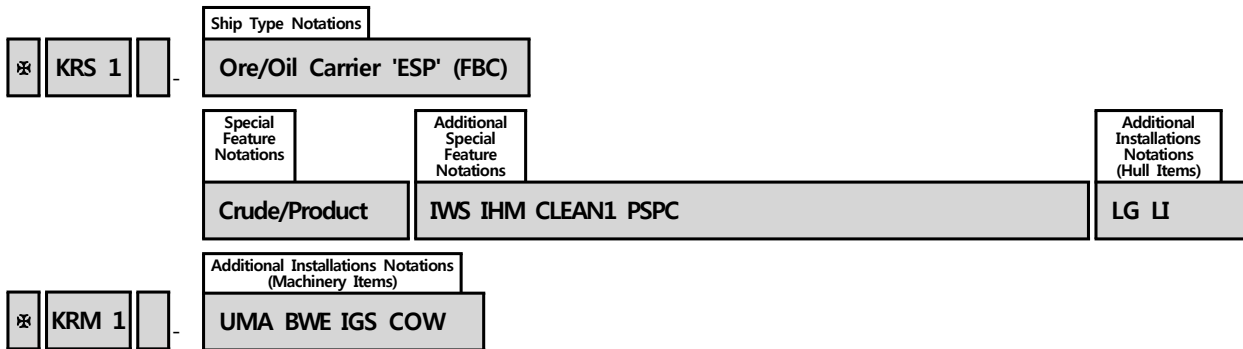 Ship Type Notations
✠ KRS 1 - Ore/Oil Carrier 'ESP' (FBC)
Special
Feature
Notations
Additional
Special
Feature
Notations
Additional
Installations
Notations
(Hull Items)
Crude/Product IWS IHM CLEAN1 PSPC LG LI
Additional Installations Notations
(Machinery Items)
✠ KRM 1 - UMA BWE IGS COW